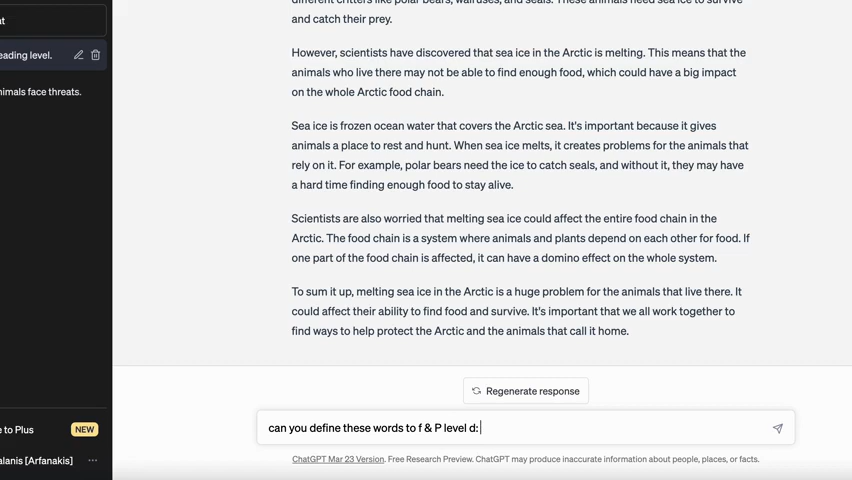 different critters like polar bears, walruses, and seals. These animals need sea ice to survive
nt
and catch their prey.
eading level.
However, scientists have discovered that sea ice in the Arctic is melting. This means that the
animals who live there may not be able to find enough food, which could have a big impact
nimals face threats.
on the whole Arctic food chain.
Sea ice is frozen ocean water that covers the Arctic sea. It's important because it gives
animals a place to rest and hunt. When sea ice melts, it creates problems for the animals that
rely on it. For example, polar bears need the ice to catch seals, and without it, they may have
a hard time finding enough food to stay alive.
Scientists are also worried that melting sea ice could affect the entire food chain in the
Arctic. The food chain is a system where animals and plants depend on each other for food. If
one part of the food chain is affected, it can have a domino effect on the whole system.
To sum it up, melting sea ice in the Arctic is a huge problem for the animals that live there. It
could affect their ability to find food and survive. It's important that we all work together to
find ways to help protect the Arctic and the animals that call it home.
Regenerate response
can you define these words to f & P level d:
e to Plus NEW
alanis [Arfanakis] ...
ChatGPT Mar 23 Version. Free Research Preview. ChatGPT may produce inaccurate information about people, places, or facts.